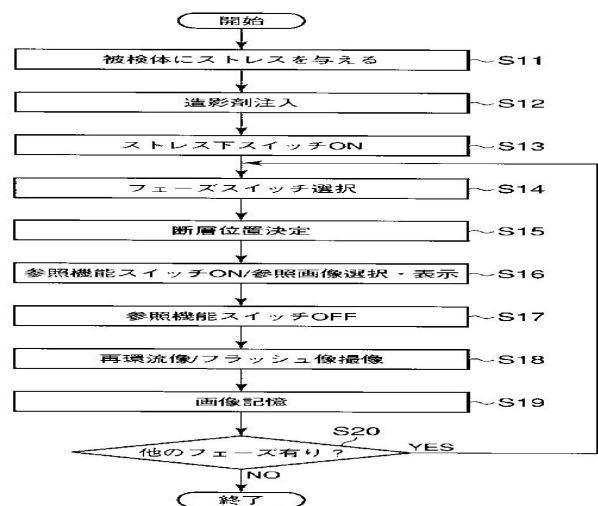 開始
被検体にストレスを与える S11
造影剤注入 S12
ストレス下スイッチON S13
フェーズスイッチ選択 S14
断層位置決定 S15
参照機能スイッチON/参照画像選択・表示 S16
参照機能スイッチOFF S17
再環流像/フラッシュ像撮像 S18
画像記憶 S19
S20
他のフェーズ有り？ YES
NO
終了